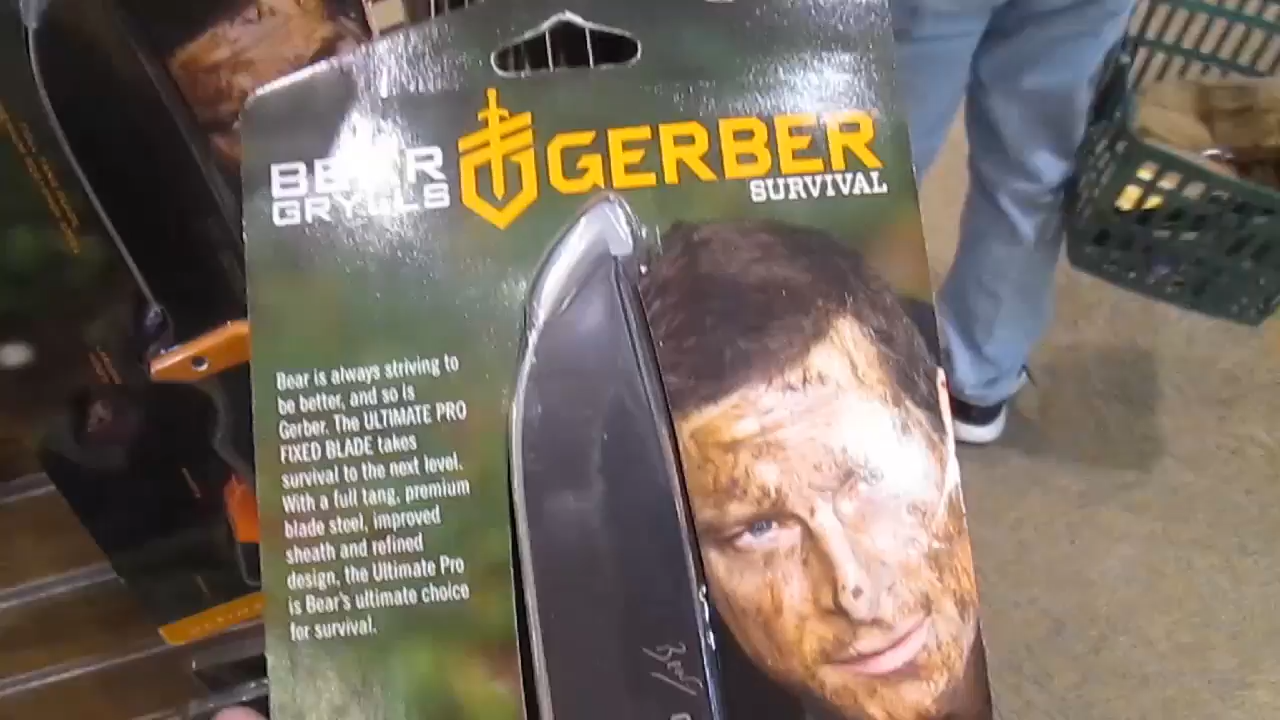 BEAR
GRYLLS
GERBER
SURVIVAL
Bear is always striving to
be better, and so is
Gerber. The ULTIMATE PRO
FIXED BLADE takes
survival to the next level.
With a full tang, premium
blade steel, improved
sheath and refined
design, the Ultimate Pro
is Bear's ultimate choice
for survival.
Bear